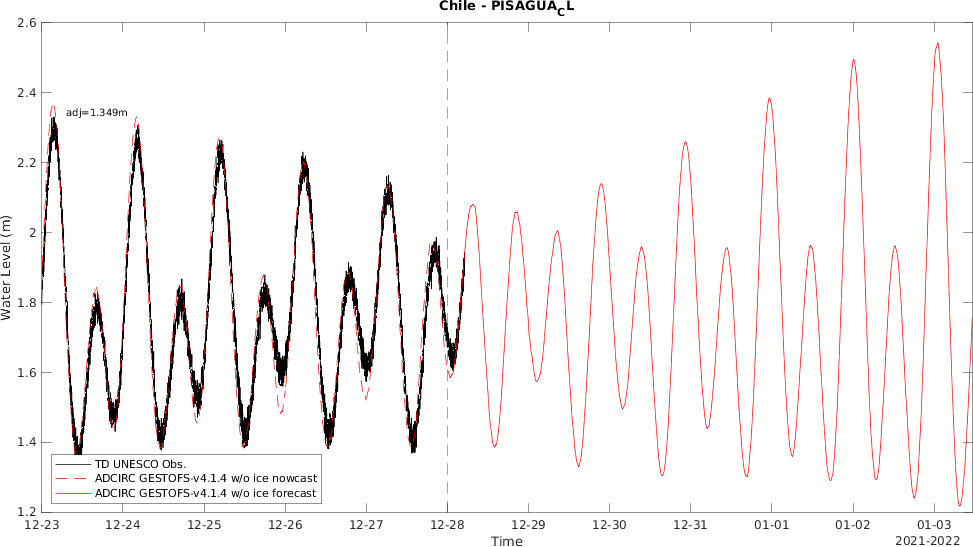 Chile - PISAGUA_CL
2.6
2.4
2.2
2
1.8
1.6
1.4
1.2
Water Level (m)
adj=1.349m
TD UNESCO Obs.
ADCIRC GESTOFS-v4.1.4 w/o ice nowcast
ADCIRC GESTOFS-v4.1.4 w/o ice forecast
12-23 12-24 12-25 12-26 12-27 12-28 12-29 12-30 12-31 01-01 01-02 01-03
Time
2021-2022